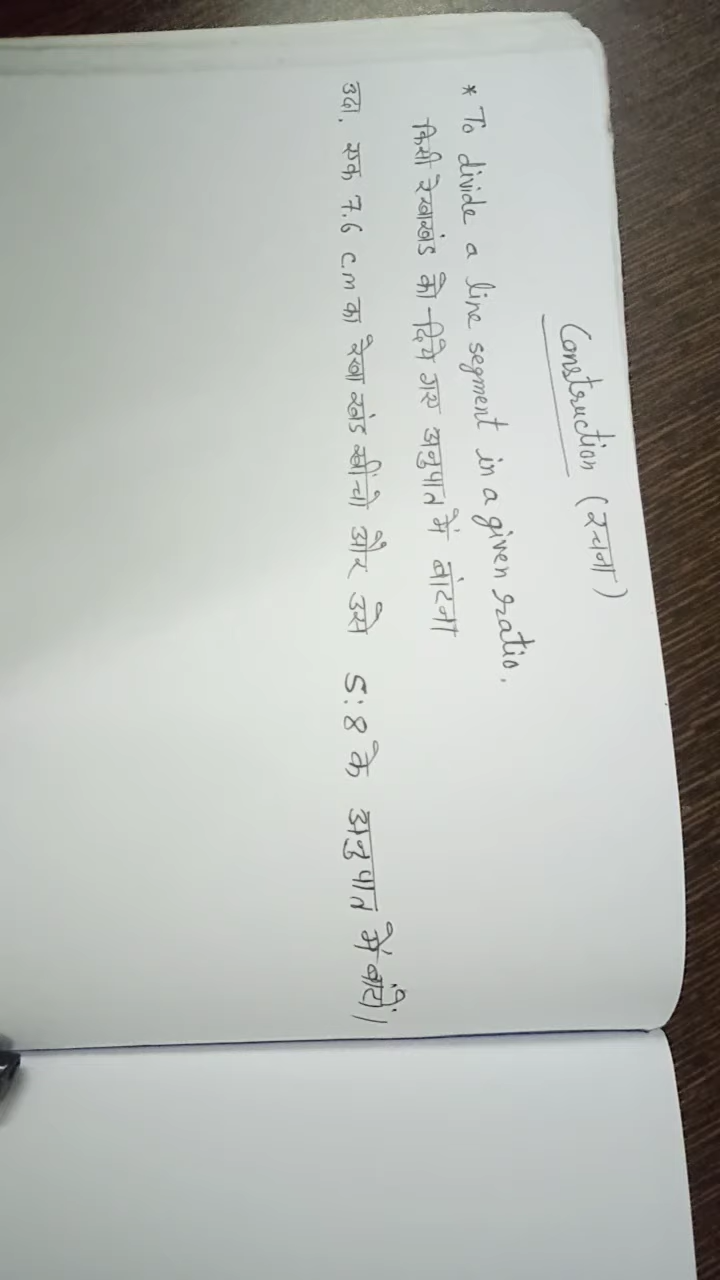 Construction (रचना)
* To divide a line segment in a given ratio.
किसी रेखाखंड को दिये गए अनुपात में बांटना
उदा. एक 7.6 c.m का रेखा खंड खींचो और उसे 5:8 के अनुपात में बांटों।